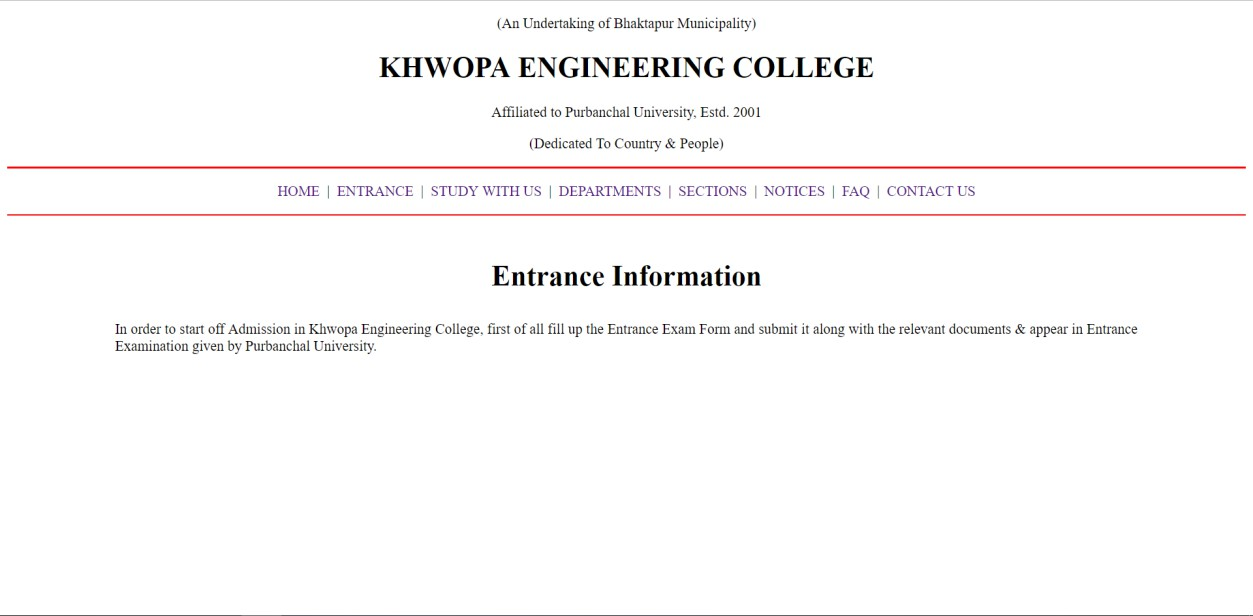 (An Undertaking of Bhaktapur Municipality)
KHWOPA ENGINEERING COLLEGE
Affiliated to Purbanchal University, Estd. 2001
(Dedicated To Country & People)
HOME | ENTRANCE | STUDY WITH US | DEPARTMENTS | SECTIONS | NOTICES | FAQ | CONTACT US
Entrance Information
In order to start off Admission in Khwopa Engineering College, first of all fill up the Entrance Exam Form and submit it along with the relevant documents & appear in Entrance
Examination given by Purbanchal University.